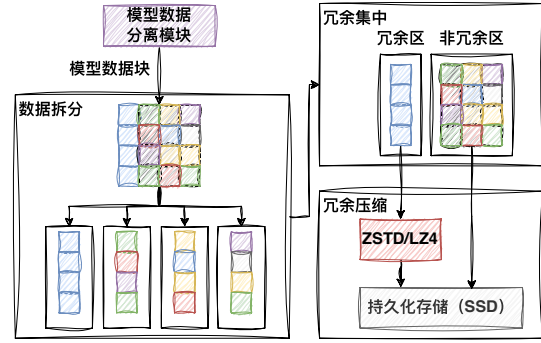 模型数据
分离模块
模型数据块
数据拆分
冗余集中
冗余区
非冗余区
冗余压缩
ZSTD/LZ4
持久化存储（SSD）